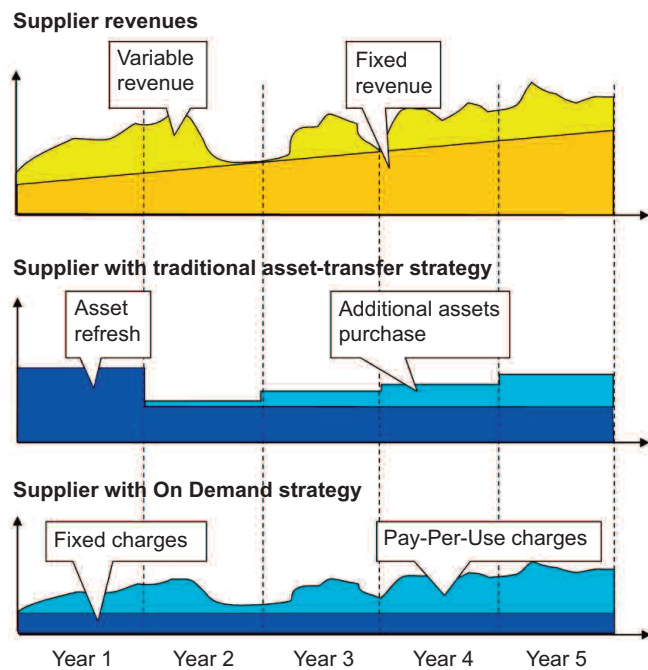 Supplier revenues
Variable
revenue
Fixed
revenue
Supplier with traditional asset-transfer strategy
Asset
refresh
Additional assets
purchase
Supplier with On Demand strategy
Fixed charges
Pay-Per-Use charges
Year 1
Year 2
Year 3
Year 4
Year 5